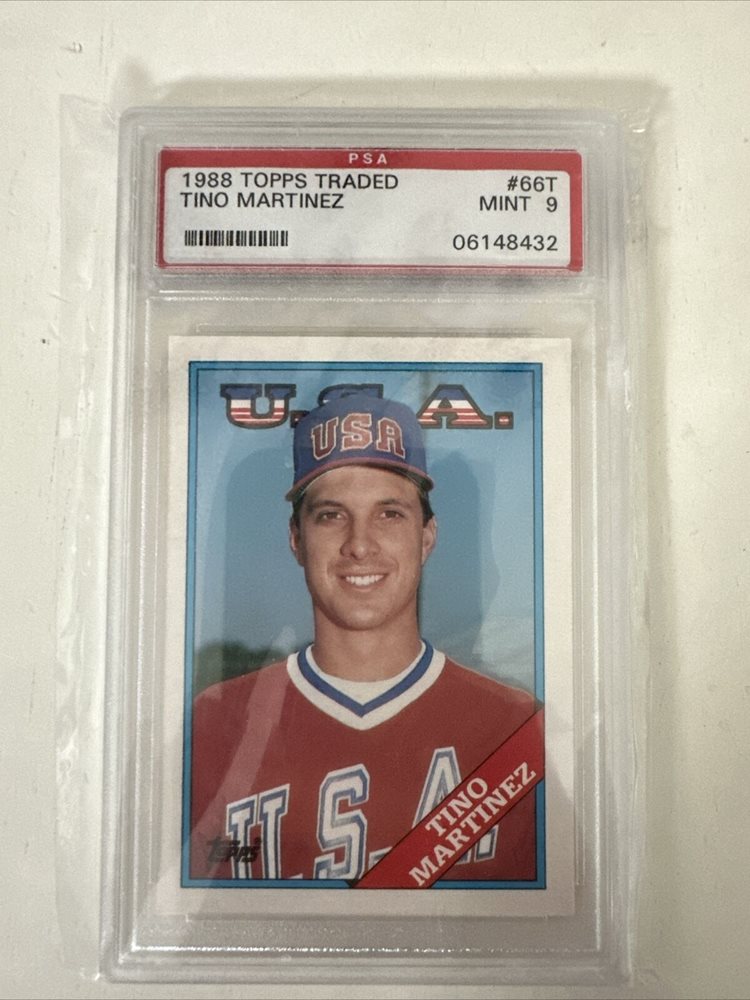 PSA
1988 TOPPS TRADED #66T
TINO MARTINEZ MINT 9
06148432
U.S.A.
USA
U.S.A.
TINO
MARTINEZ
TOPPS